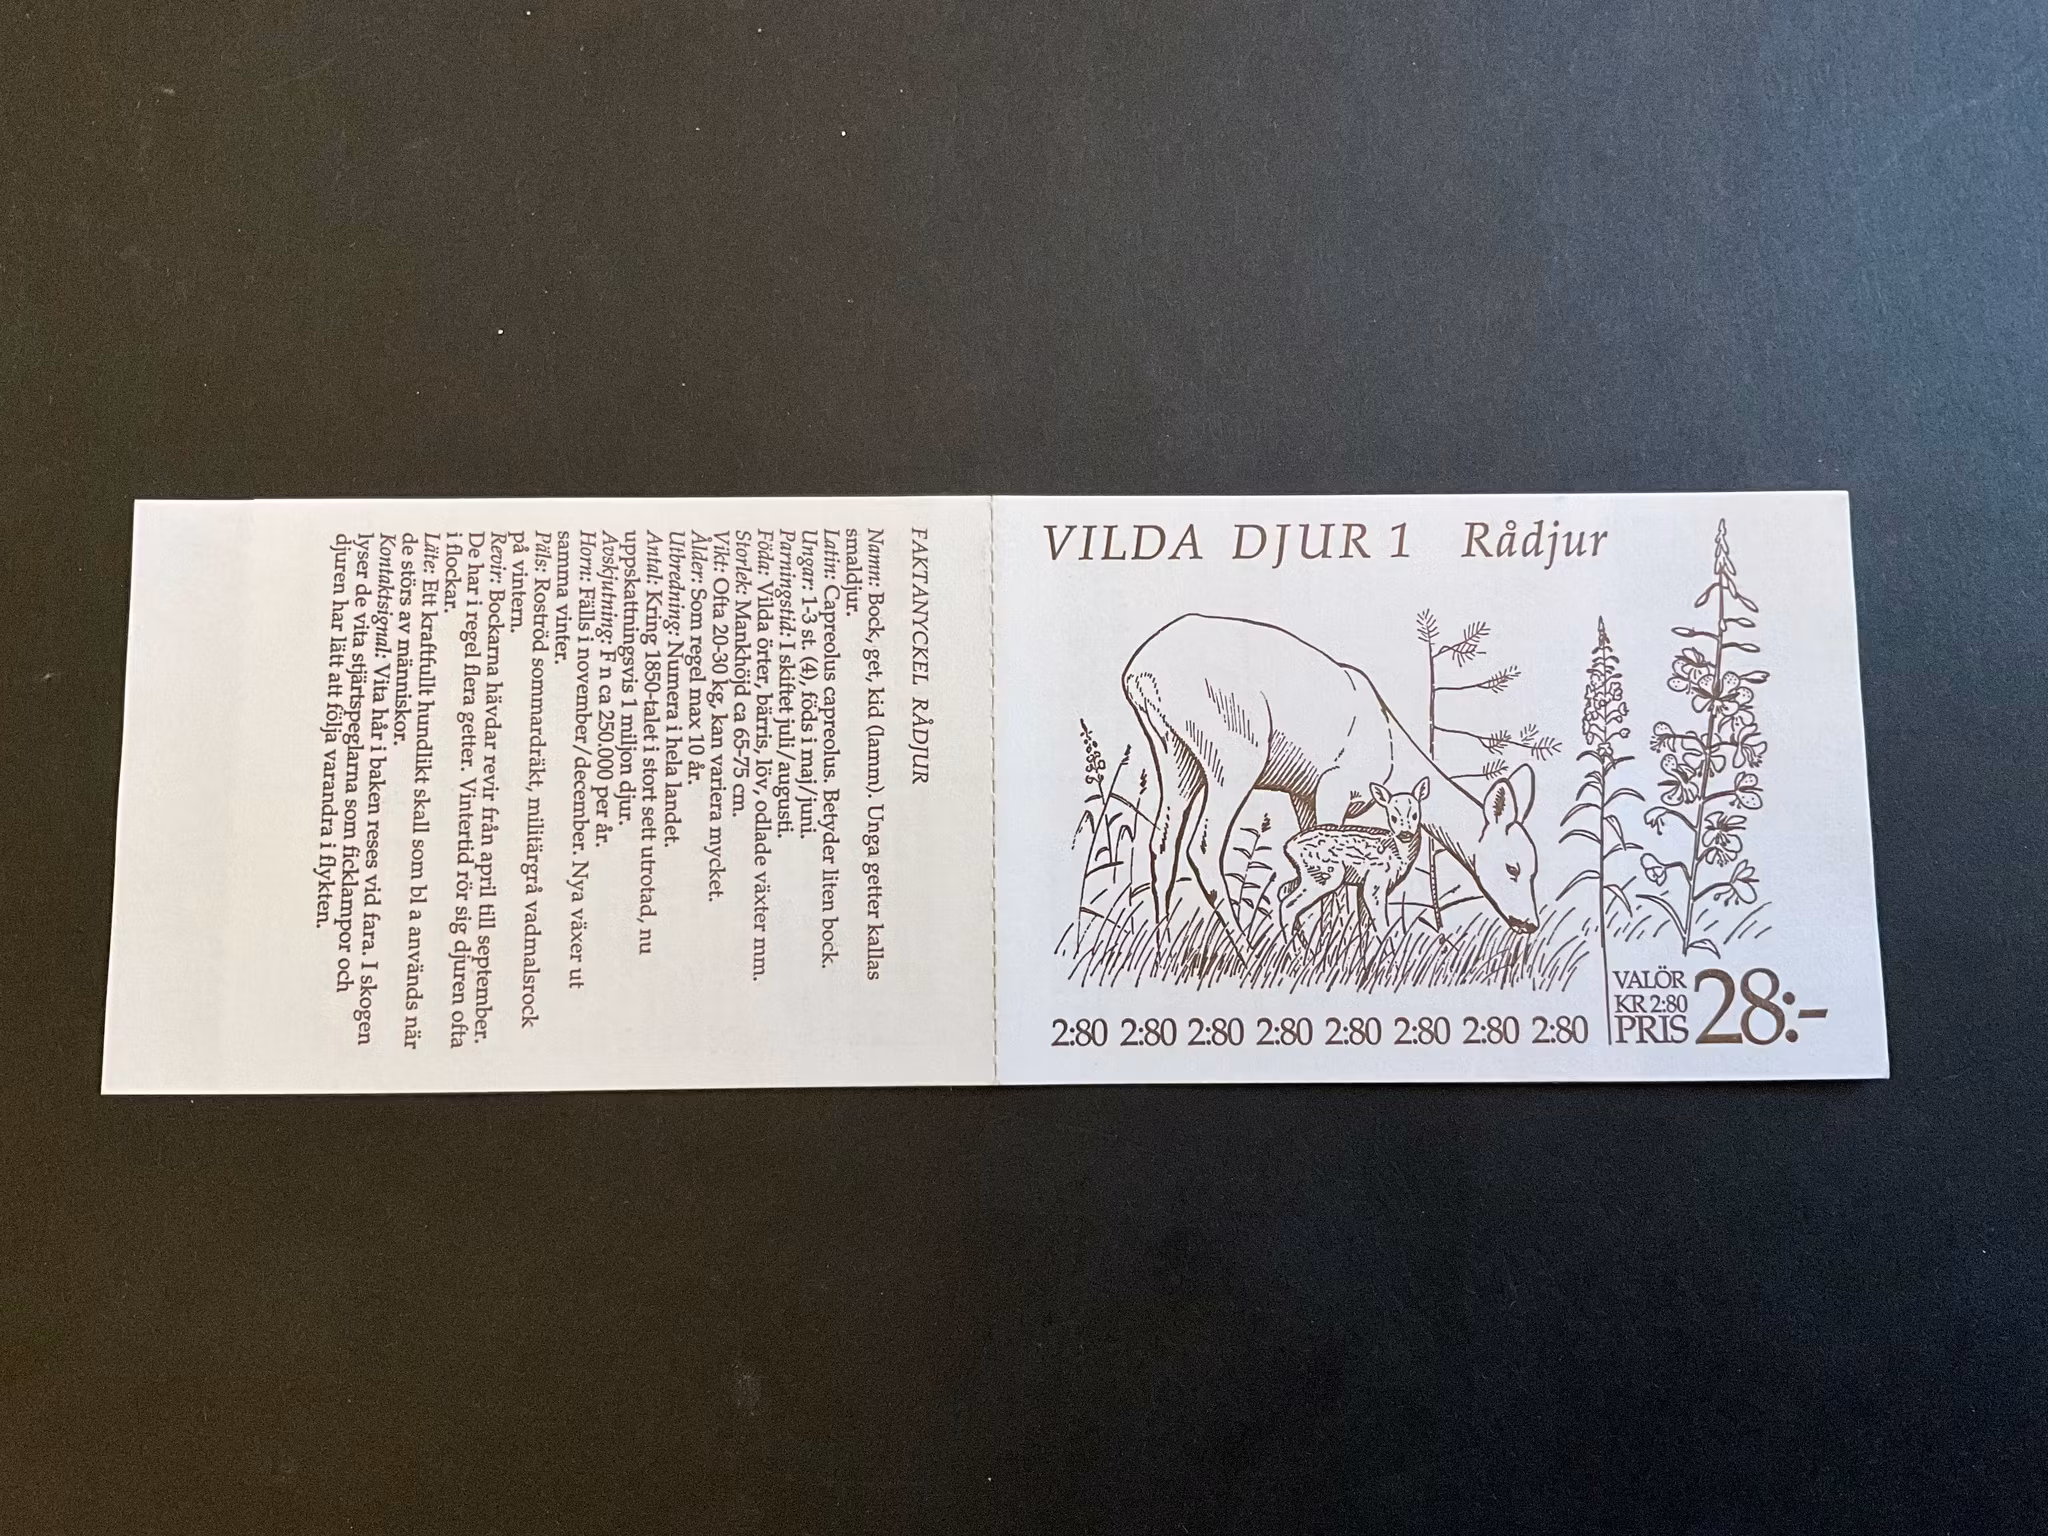 VILDA DJUR 1 Rådjur
2:80 2:80 2:80 2:80 2:80 2:80 2:80 2:80
VALÖR
KR 2:80
PRIS 28:-
FAKTANYCKEL RÅDJUR
Namn: Bock, get, kid (lamm). Unga getter kallas
smaldjur.
Latin: Capreolus capreolus. Betyder liten bock.
Ungar: 1-3 st. (4), föds i maj/juni.
Parningstid: I skiftet juli/augusti.
Föda: Vilda örter, bärris, löv, odlade växter mm.
Storlek: Mankhöjd ca 65-75 cm.
Vikt: Ofta 20-30 kg, kan variera mycket.
Ålder: Som regel max 10 år.
Utbredning: Numera i hela landet.
Antal: Kring 1850-talet i stort sett utrotad, nu
uppskattningsvis 1 miljon djur.
Avskjutning: F n ca 250.000 per år.
Horn: Fälls i november/december. Nya växer ut
samma vinter.
Päls: Roströd sommardräkt, militärgrå vadmalsrock
på vintern.
Revir: Bockarna hävdar revir från april till september.
De har i regel flera getter. Vintertid rör sig djuren ofta
i flockar.
Läte: Ett kraftfullt hundlikt skall som bl a används när
de störs av människor.
Kontaktsignal: Vita hår i baken reses vid fara. I skogen
lyser de vita stjärtspeglarna som ficklampor och
djuren har lätt att följa varandra i flykten.